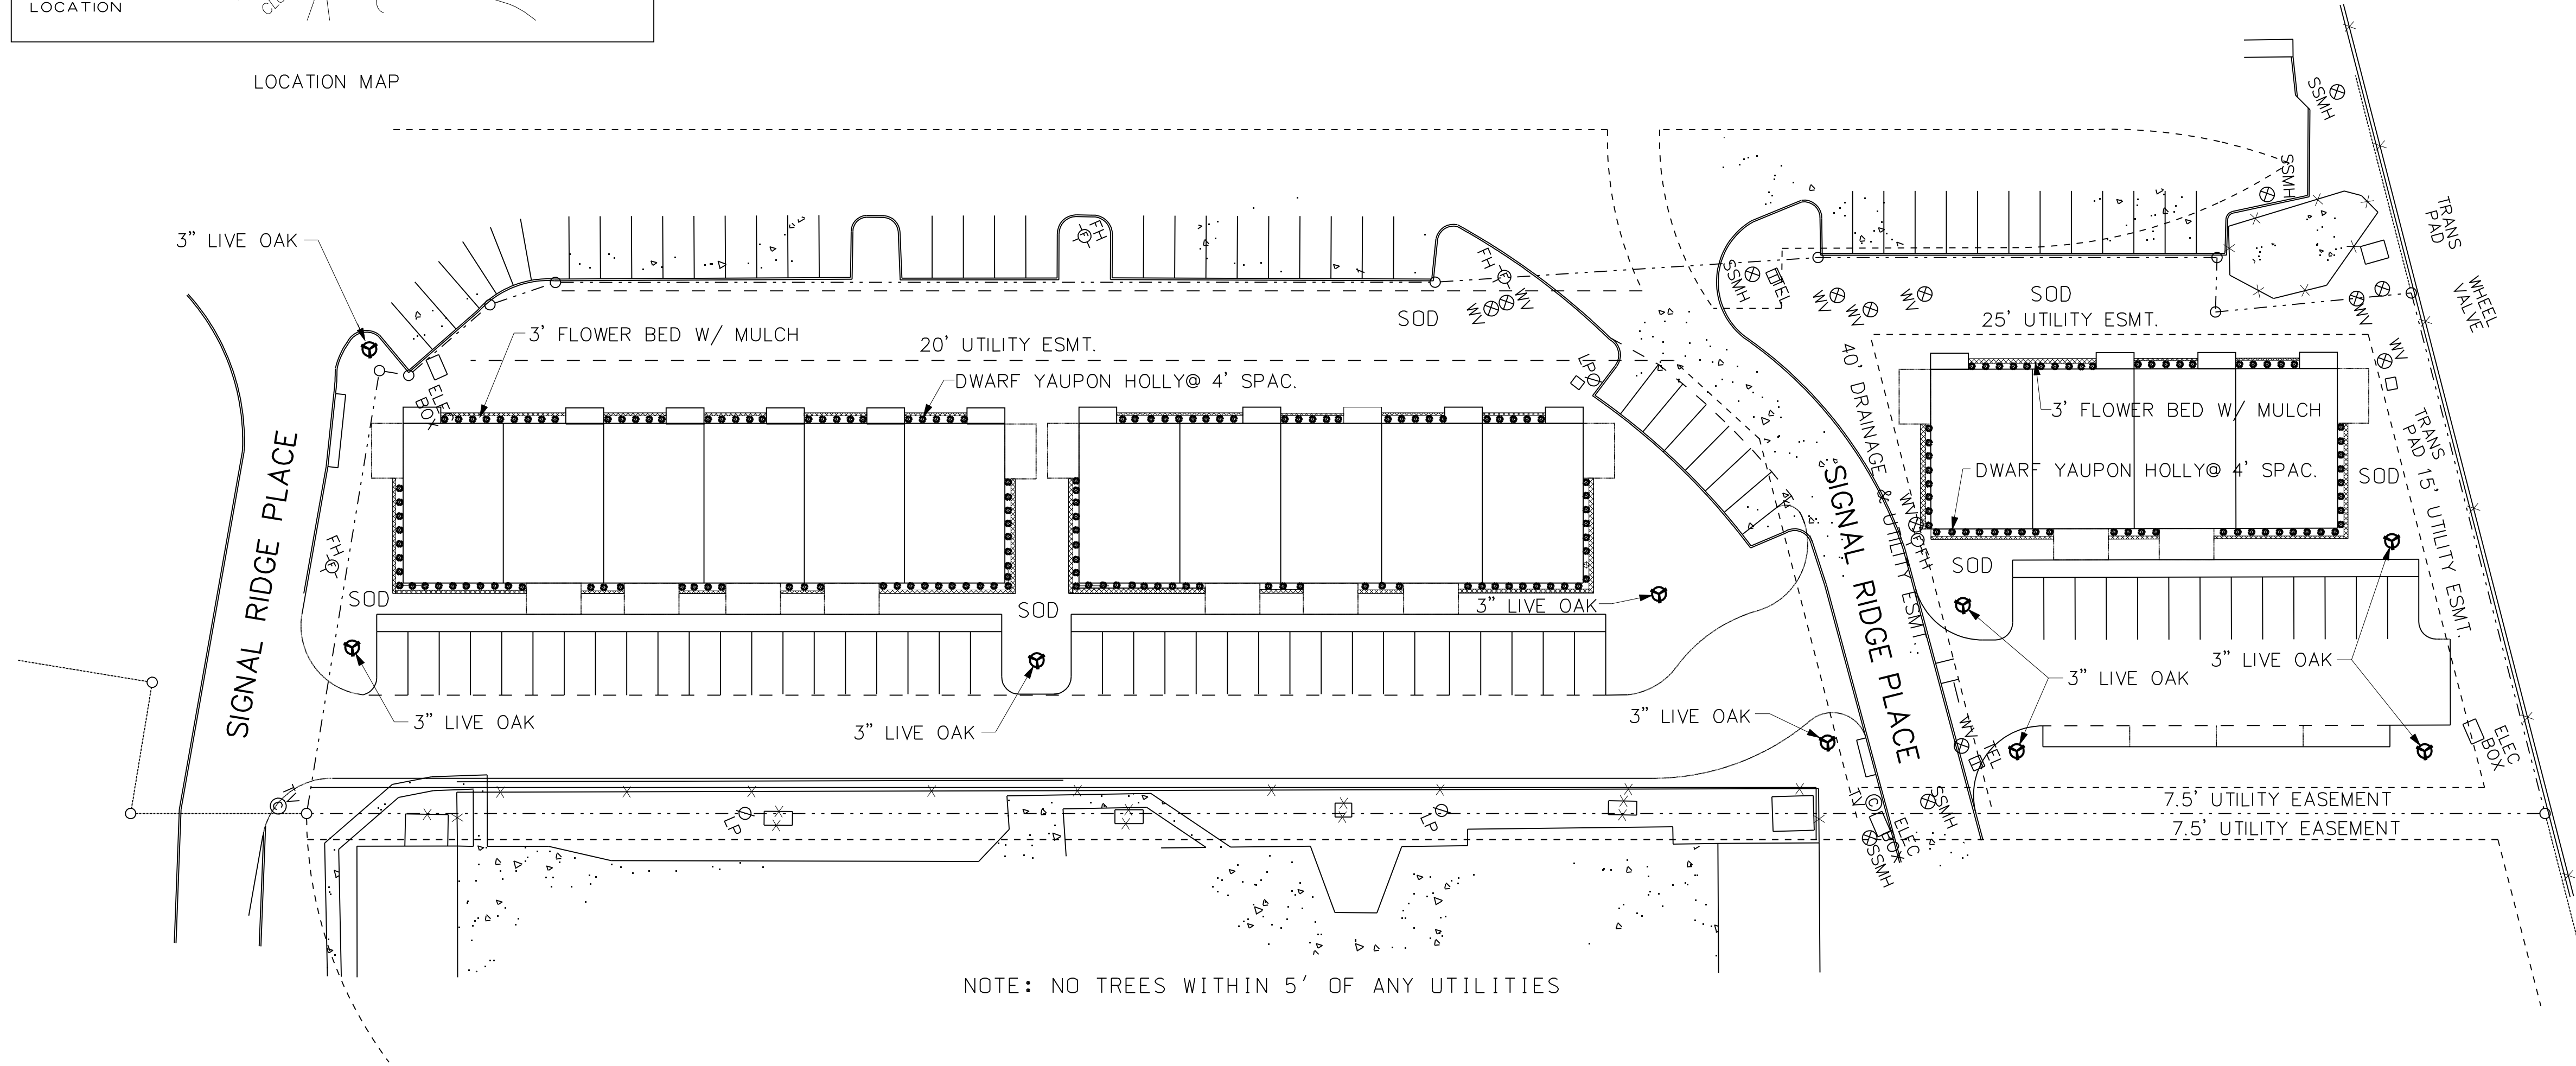 LOCATION
LOCATION MAP
SSMH
SSMH
TRANS
PAD
WHEEL
VALVE
3" LIVE OAK
FH
FH
WV
WV
SSMH
TEL
WV
WV
WV
SOD
25' UTILITY ESMT.
WV
SOD
3' FLOWER BED W/ MULCH
20' UTILITY ESMT.
DWARF YAUPON HOLLY@ 4' SPAC.
LP
ELEC
BOX
WV
40' DRAINAGE & UTILITY ESMT.
3' FLOWER BED W/ MULCH
DWARF YAUPON HOLLY@ 4' SPAC.
TRANS
PAD
SOD
15' UTILITY ESMT.
SIGNAL RIDGE PLACE
SIGNAL RIDGE PLACE
WV
FH
FH
SOD
SOD
SOD
3" LIVE OAK
3" LIVE OAK
3" LIVE OAK
3" LIVE OAK
3" LIVE OAK
3" LIVE OAK
3" LIVE OAK
WV
TEL
ELEC
BOX
TV
C
LP
LP
TV
C
SSMH
ELEC
BOX
SSMH
7.5' UTILITY EASEMENT
7.5' UTILITY EASEMENT
NOTE: NO TREES WITHIN 5' OF ANY UTILITIES